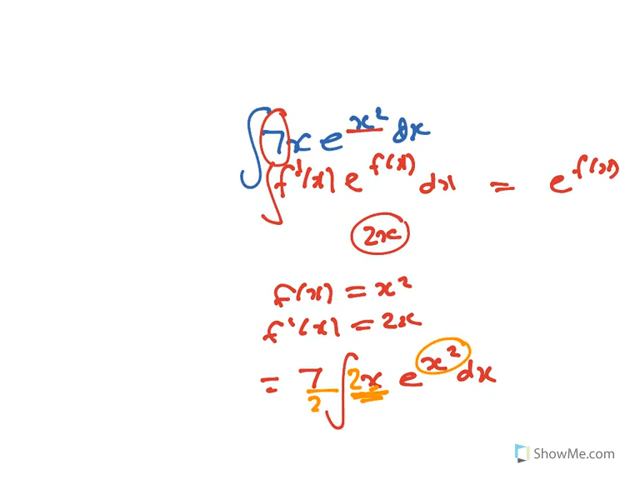 ∫7x e^x² dx
∫f'(x) e^f(x) dx = e^f(x)
2x
f(x) = x²
f'(x) = 2x
= 7/2 ∫2x e^x² dx
ShowMe.com